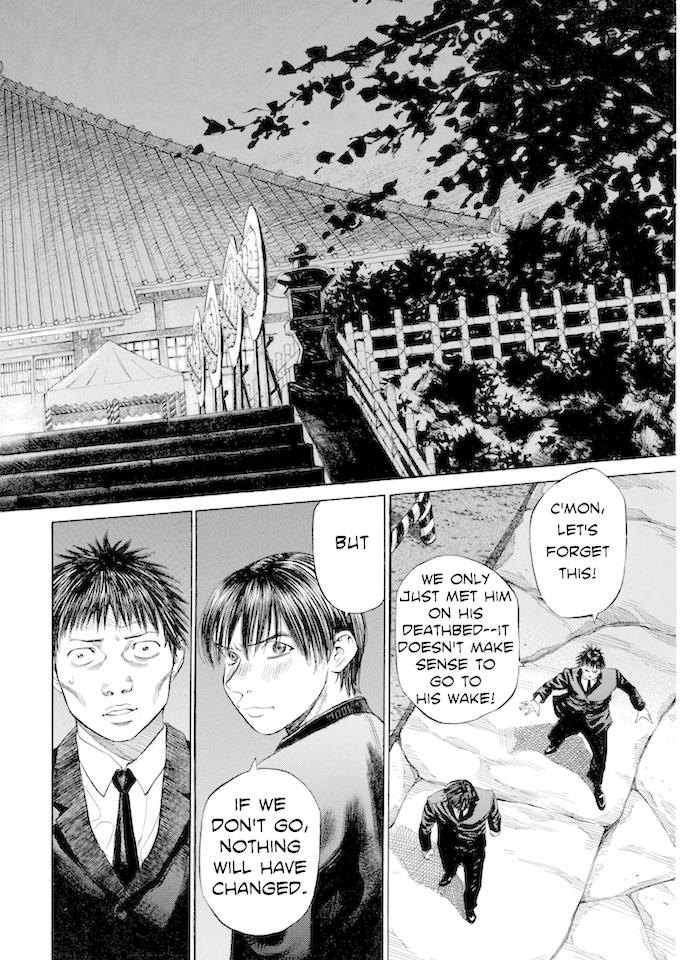 C'MON,
LET'S
FORGET
THIS!
WE ONLY
JUST MET HIM
ON HIS
DEATHBED--IT
DOESN'T MAKE
SENSE TO
GO TO
HIS WAKE!
BUT
IF WE
DON'T GO,
NOTHING
WILL HAVE
CHANGED.